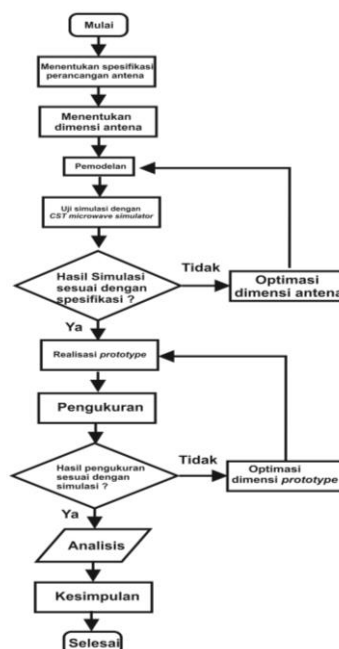 Mulai
Menentukan spesifikasi
perancangan antena
Menentukan
dimensi antena
Pemodelan
Uji simulasi dengan
CST microwave simulator
Hasil Simulasi
sesuai dengan
spesifikasi ?
Tidak
Optimasi
dimensi antena
Ya
Realisasi prototype
Pengukuran
Hasil pengukuran
sesuai dengan
simulasi ?
Tidak
Optimasi
dimensi prototype
Ya
Analisis
Kesimpulan
Selesai